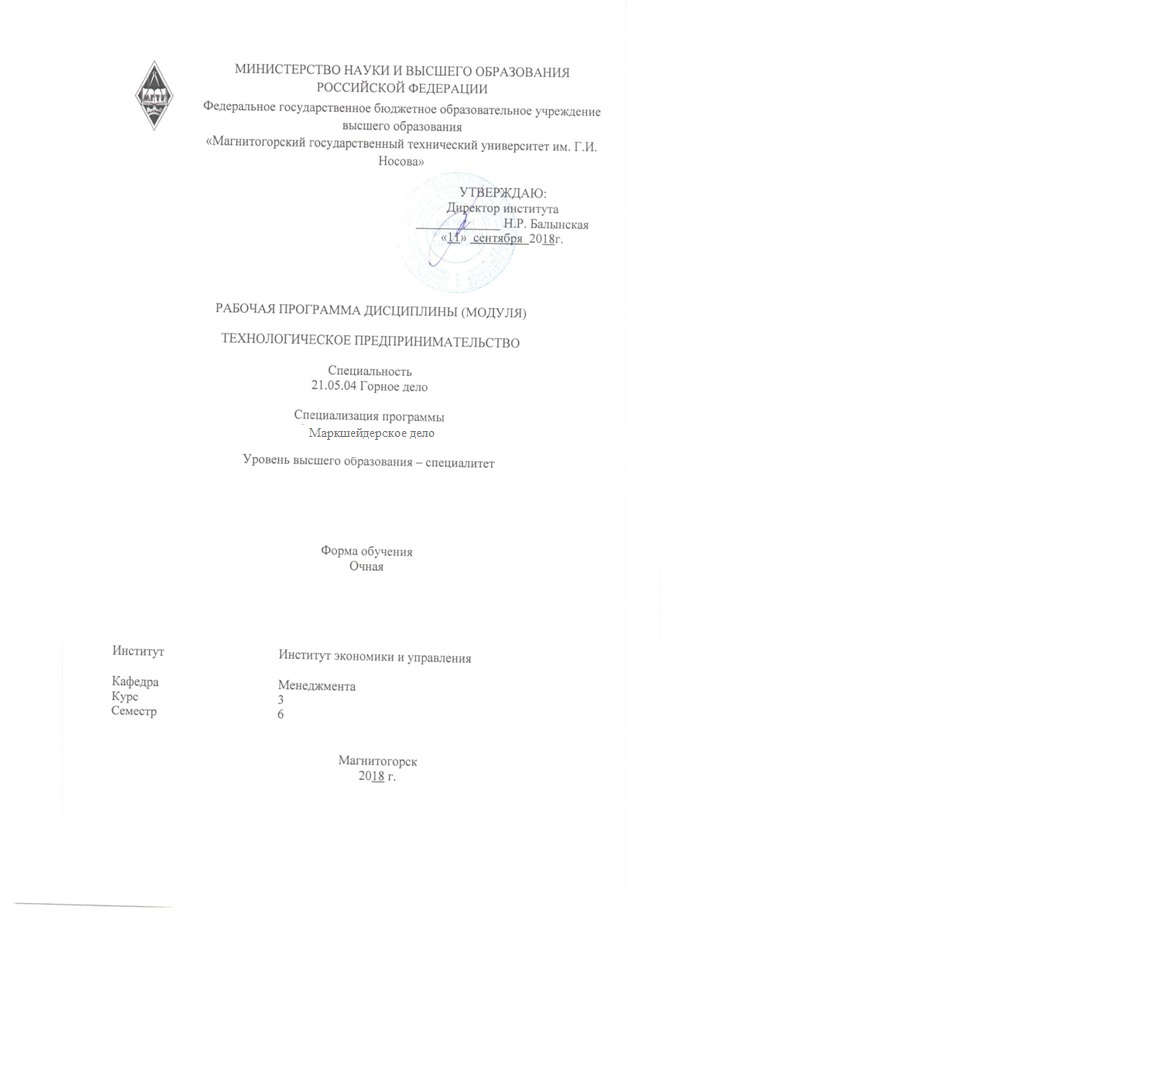 МИНИСТЕРСТВО НАУКИ И ВЫСШЕГО ОБРАЗОВАНИЯ
РОССИЙСКОЙ ФЕДЕРАЦИИ
Федеральное государственное бюджетное образовательное учреждение
высшего образования
«Магнитогорский государственный технический университет им. Г.И.
Носова»
МГТУ
УТВЕРЖДАЮ:
Директор института
_____________ Н.Р. Балынская
«11» сентября 2018г.
РАБОЧАЯ ПРОГРАММА ДИСЦИПЛИНЫ (МОДУЛЯ)
ТЕХНОЛОГИЧЕСКОЕ ПРЕДПРИНИМАТЕЛЬСТВО
Специальность
21.05.04 Горное дело
Специализация программы
Маркшейдерское дело
Уровень высшего образования – специалитет
Форма обучения
Очная
Институт Институт экономики и управления
Кафедра Менеджмента
Курс 3
Семестр 6
Магнитогорск
2018 г.